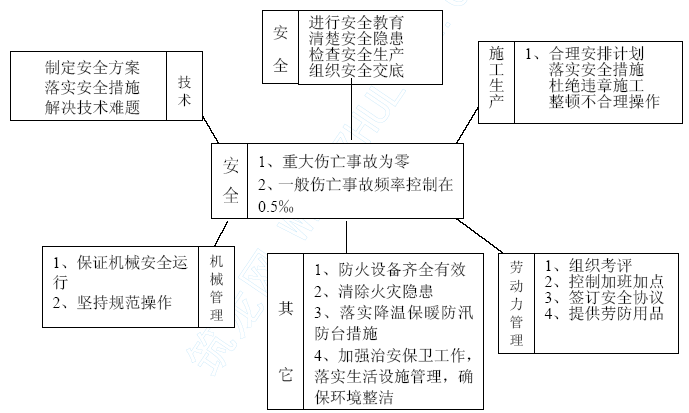 安全
进行安全教育
清楚安全隐患
检查安全生产
组织安全交底
制定安全方案
落实安全措施
解决技术难题
技术
施工生产
1、合理安排计划
落实安全措施
杜绝违章施工
整顿不合理操作
安全
1、重大伤亡事故为零
2、一般伤亡事故频率控制在
0.5‰
1、保证机械安全运
行
2、坚持规范操作
机械管理
其它
1、防火设备齐全有效
2、清除火灾隐患
3、落实降温保暖防汛
防台措施
4、加强治安保卫工作，
落实生活设施管理，确
保环境整洁
劳动力管理
1、组织考评
2、控制加班加点
3、签订安全协议
4、提供劳防用品